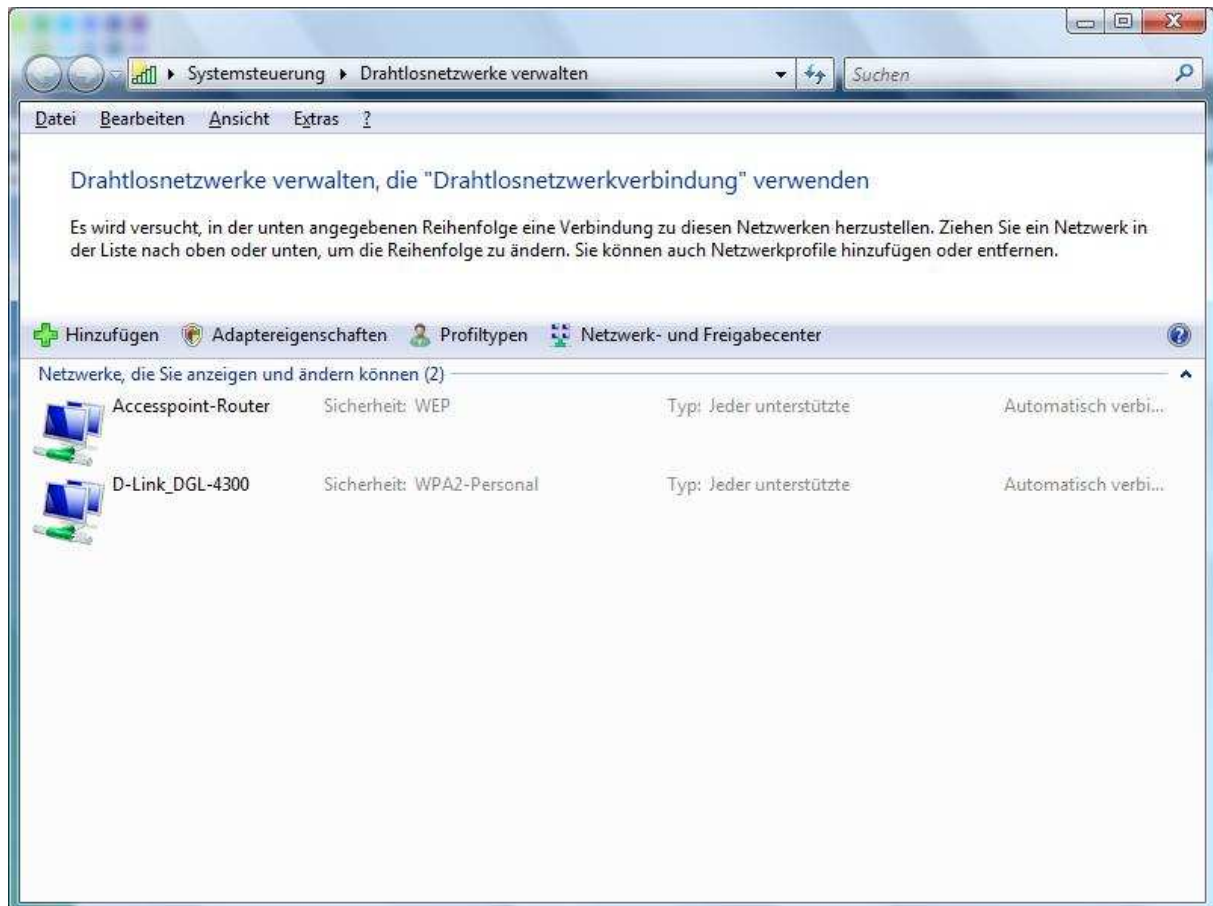 Systemsteuerung ▸ Drahtlosnetzwerke verwalten
Suchen
Datei Bearbeiten Ansicht Extras ?
Drahtlosnetzwerke verwalten, die "Drahtlosnetzwerkverbindung" verwenden
Es wird versucht, in der unten angegebenen Reihenfolge eine Verbindung zu diesen Netzwerken herzustellen. Ziehen Sie ein Netzwerk in
der Liste nach oben oder unten, um die Reihenfolge zu ändern. Sie können auch Netzwerkprofile hinzufügen oder entfernen.
Hinzufügen Adaptereigenschaften Profiltypen Netzwerk- und Freigabecenter
Netzwerke, die Sie anzeigen und ändern können (2)
Accesspoint-Router Sicherheit: WEP Typ: Jeder unterstützte Automatisch verbi...
D-Link_DGL-4300 Sicherheit: WPA2-Personal Typ: Jeder unterstützte Automatisch verbi...